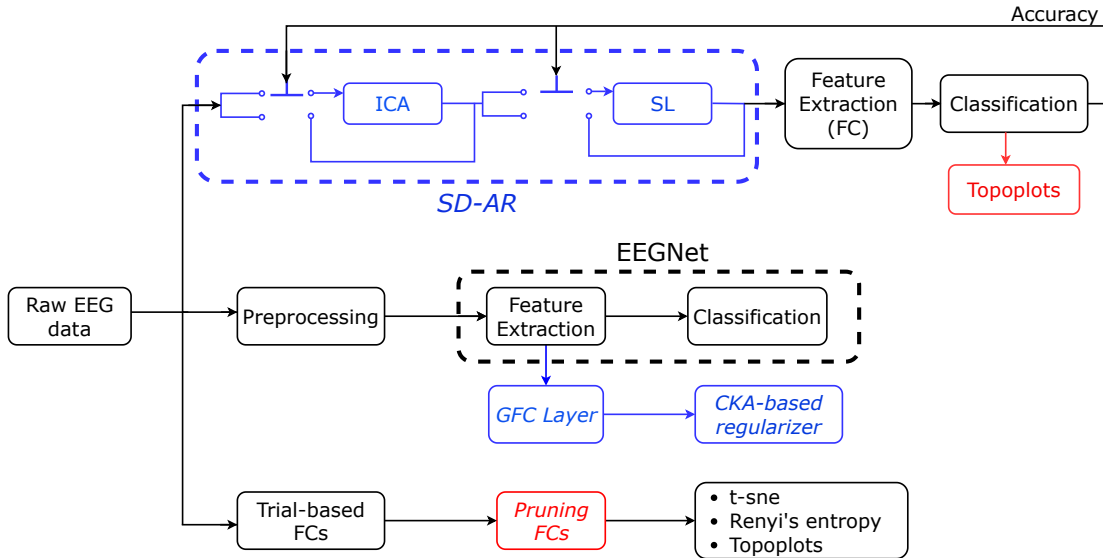 Accuracy
ICA
SL
Feature
Extraction
(FC)
Classification
Topoplots
SD-AR
EEGNet
Raw EEG
data
Preprocessing
Feature
Extraction
Classification
GFC Layer
CKA-based
regularizer
Trial-based
FCs
Pruning
FCs
• t-sne
• Renyi's entropy
• Topoplots